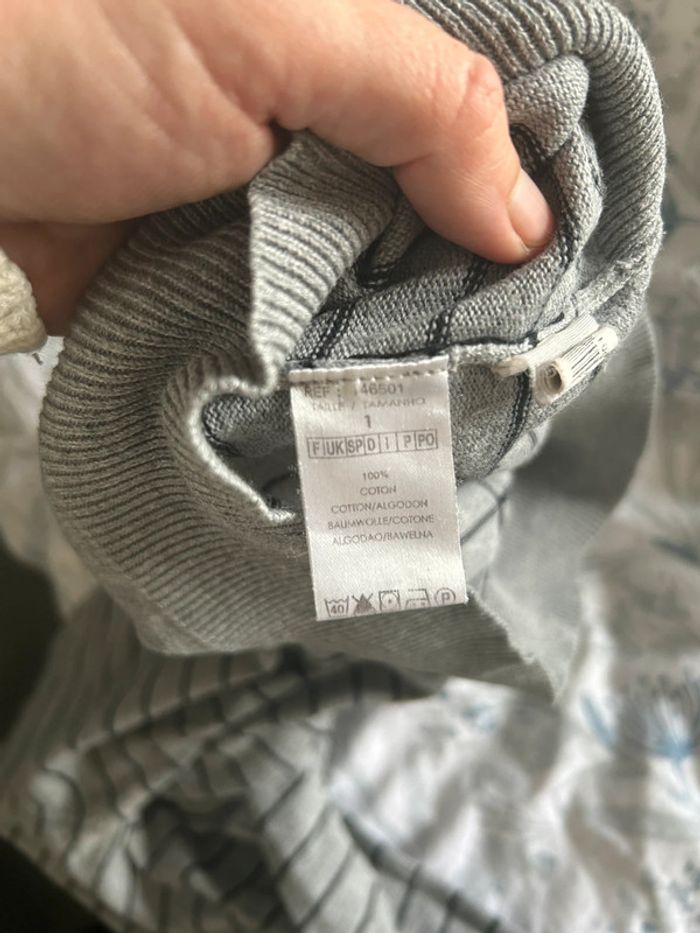 REF : 46501
TAILLE / TAMANHO
1
F UK SP D I P PO
100%
COTON
COTTON/ALGODON
BAUMWOLLE/COTONE
ALGODAO/BAWELNA
40 P